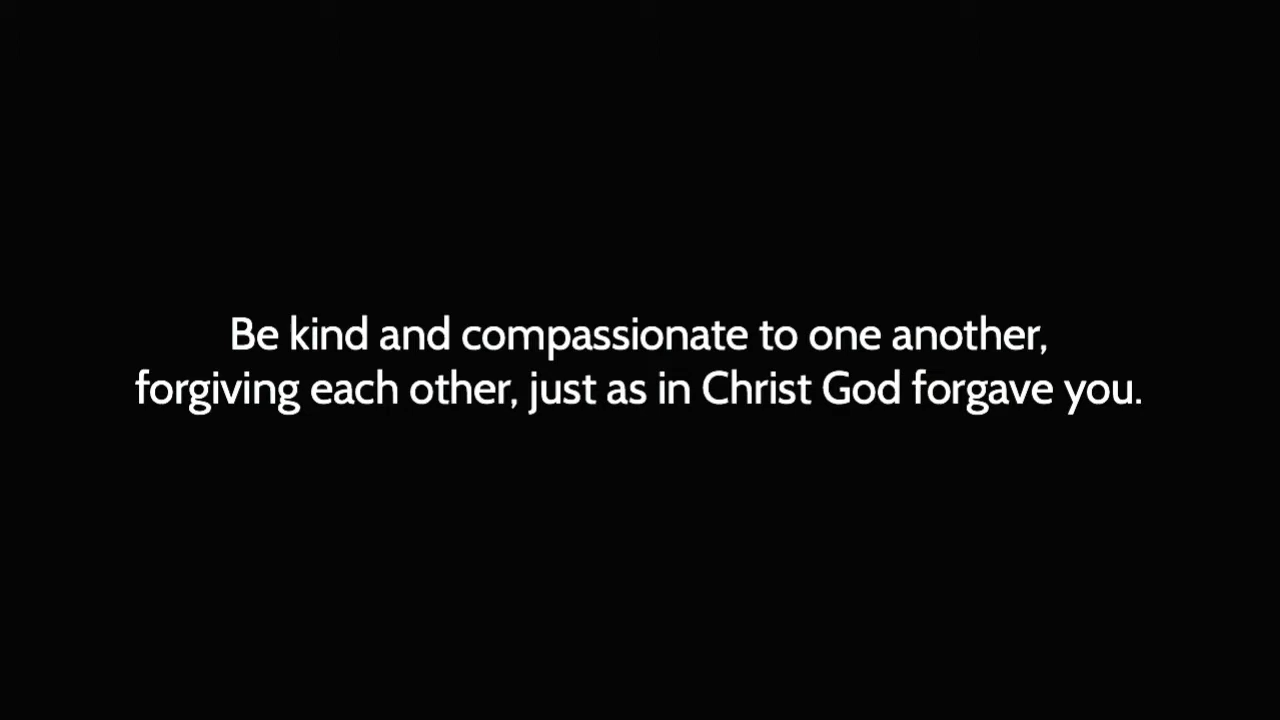 Be kind and compassionate to one another,
forgiving each other, just as in Christ God forgave you.